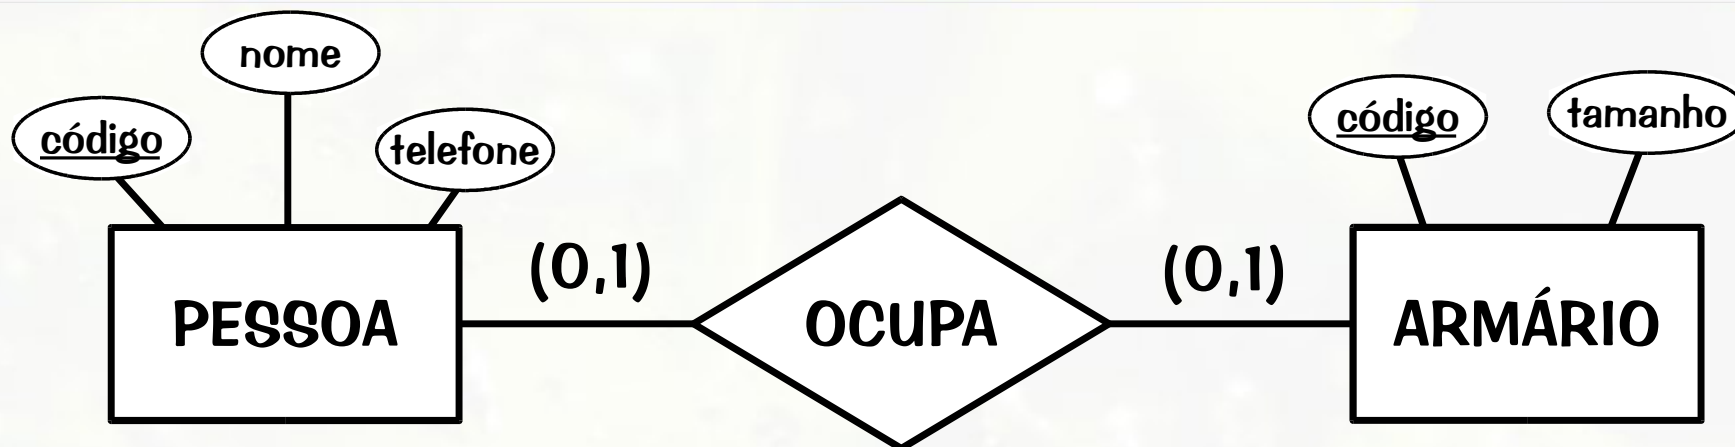 nome
código
telefone
código
tamanho
(0,1)
(0,1)
PESSOA
OCUPA
ARMÁRIO